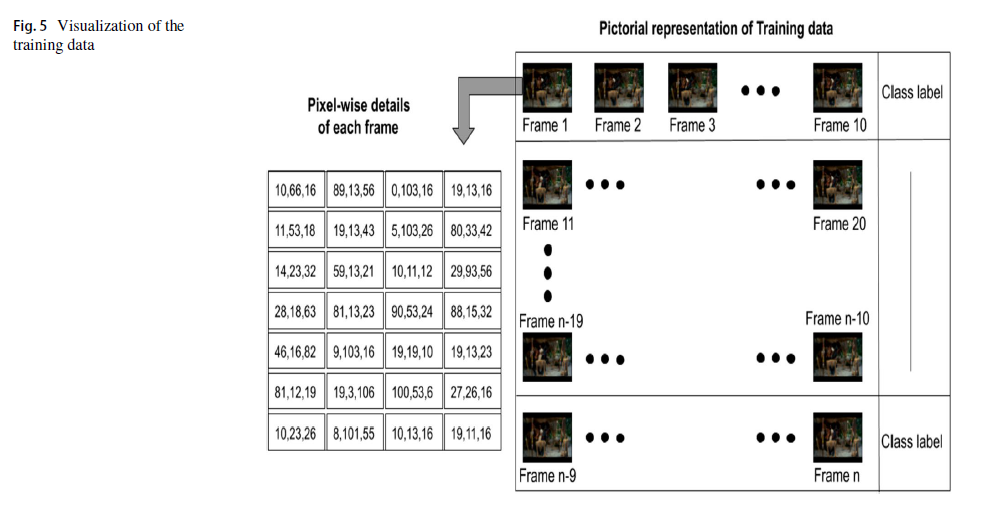 Fig. 5 Visualization of the
training data
Pictorial representation of Training data
Pixel-wise details
of each frame
Frame 1 Frame 2 Frame 3 Frame 10 Class label
Frame 11 Frame 20
Frame n-19 Frame n-10
Frame n-9 Frame n Class label
10,66,16 89,13,56 0,103,16 19,13,16
11,53,18 19,13,43 5,103,26 80,33,42
14,23,32 59,13,21 10,11,12 29,93,56
28,18,63 81,13,23 90,53,24 88,15,32
46,16,82 9,103,16 19,19,10 19,13,23
81,12,19 19,3,106 100,53,6 27,26,16
10,23,26 8,101,55 10,13,16 19,11,16